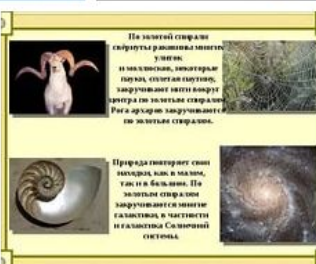 По золотой спирали
свёрнуты раковины многих
улиток
и моллюсков, некоторые
пауки, сплетая паутину,
закручивают нити вокруг
центра по золотым спиралям.
Рога архаров закручиваются
по золотым спиралям.
Природа повторяет свои
находки, как в малом,
так и в большом. По
золотым спиралям
закручиваются многие
галактики, в частности
и галактика Солнечной
системы.